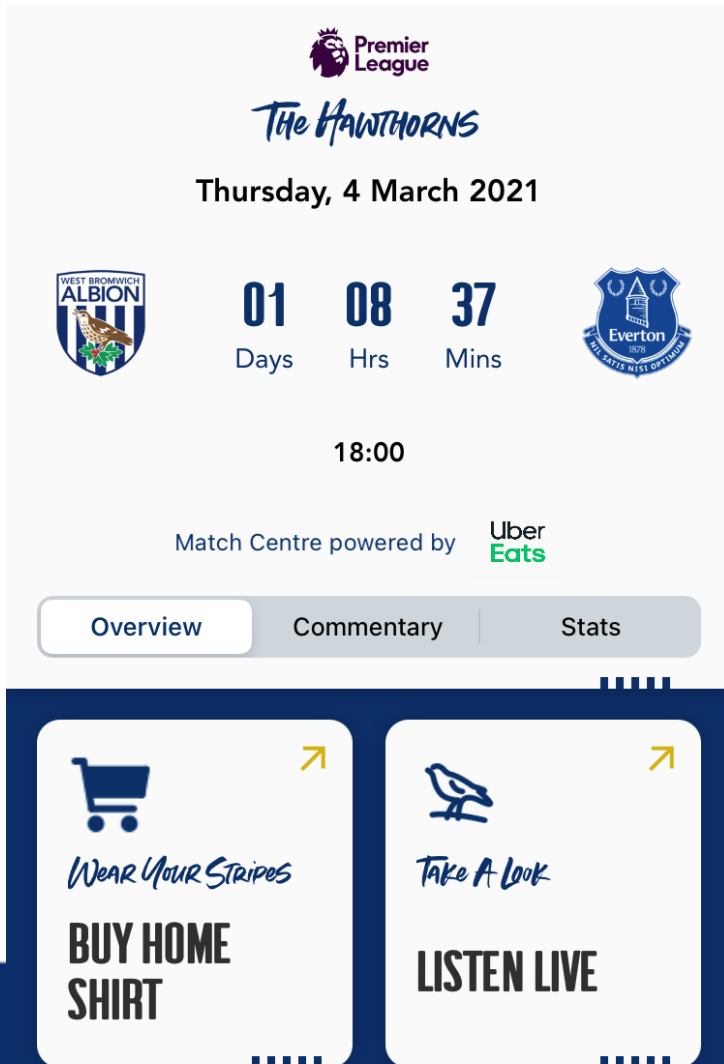 Premier
League
The Hawthorns
Thursday, 4 March 2021
WEST BROMWICH
ALBION
01 08 37
Days Hrs Mins
Everton
1878
NIL SATIS NISI OPTIMUM
18:00
Match Centre powered by
Uber
Eats
Overview Commentary Stats
Wear Your Stripes
BUY HOME
SHIRT
Take A Look
LISTEN LIVE